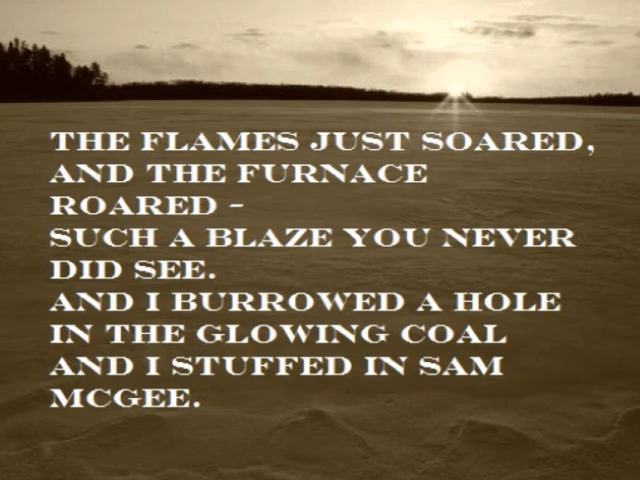 THE FLAMES JUST SOARED,
AND THE FURNACE
ROARED -
SUCH A BLAZE YOU NEVER
DID SEE.
AND I BURROWED A HOLE
IN THE GLOWING COAL
AND I STUFFED IN SAM
MCGEE.